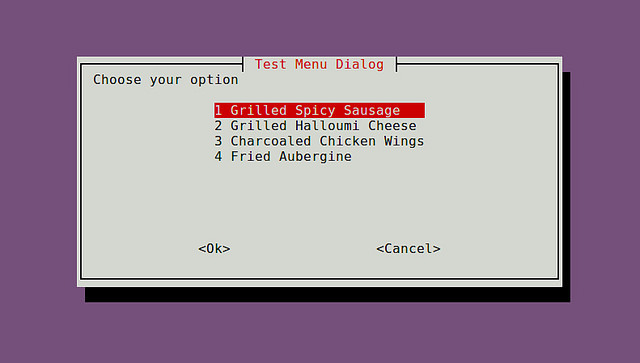 Test Menu Dialog
Choose your option
1 Grilled Spicy Sausage
2 Grilled Halloumi Cheese
3 Charcoaled Chicken Wings
4 Fried Aubergine
<Ok> <Cancel>